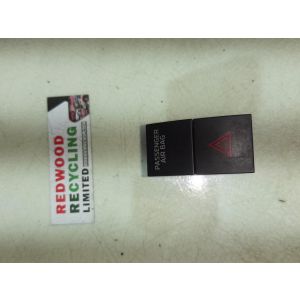 REDWOOD
RECYCLING
LIMITED
PASSENGER
AIR BAG